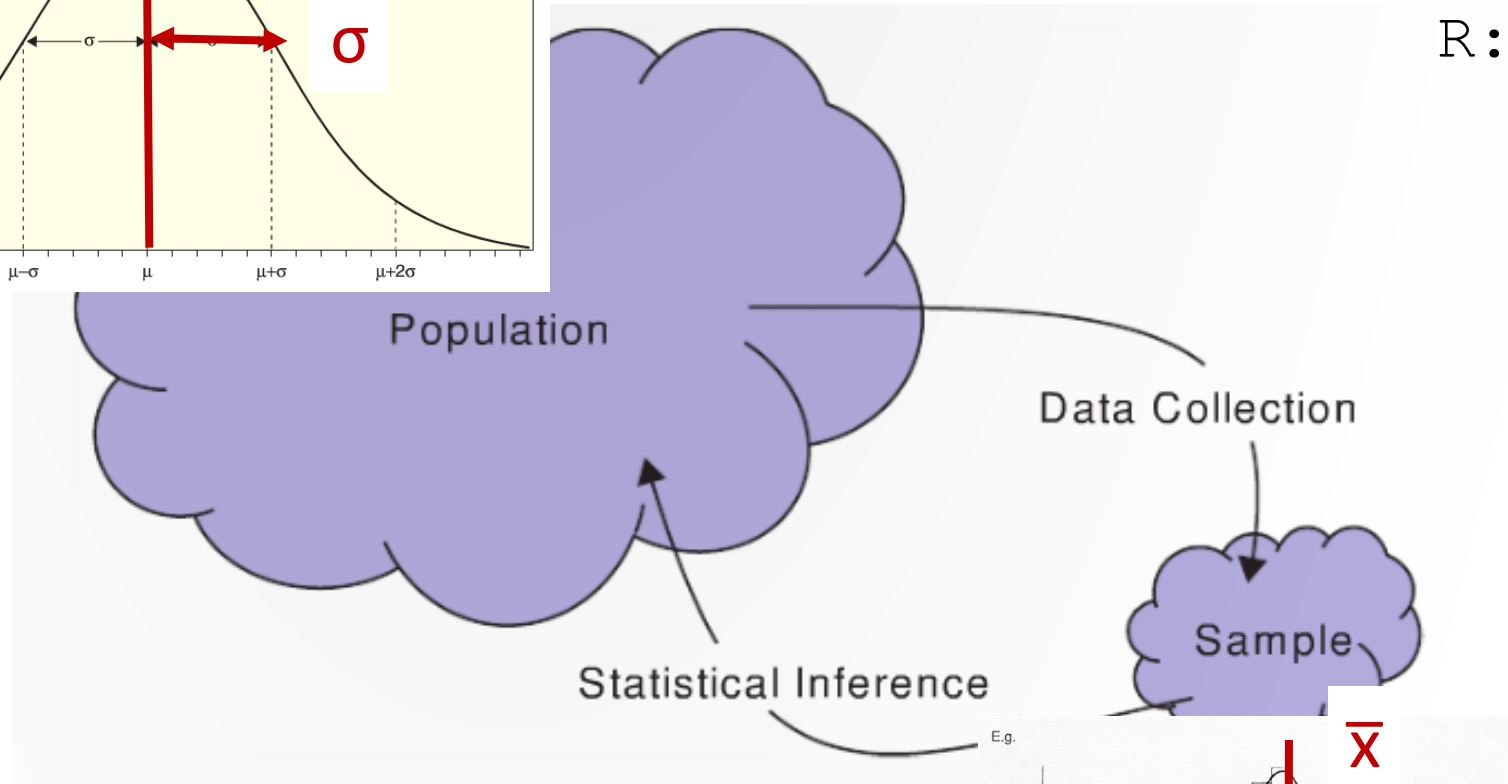 σ
σ
R:
μ–σ μ μ+σ μ+2σ
Population
Data Collection
Sample
Statistical Inference
E.g.
x̅